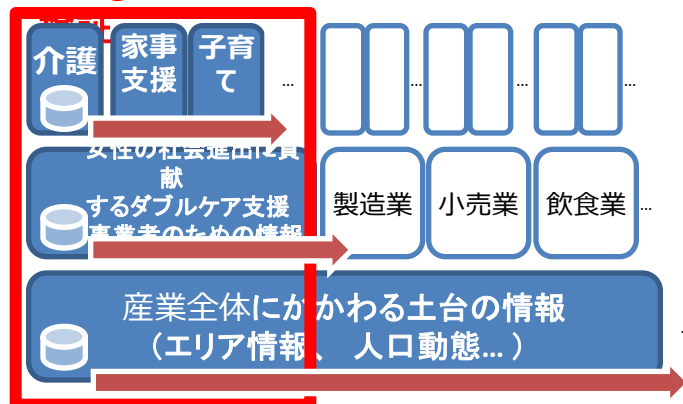 介護
家事
支援
子育
て
…
…
…
…
女性の社会進出に貢
献
するダブルケア支援
事業者のための情報
製造業
小売業
飲食業
…
産業全体にかかわる土台の情報
（エリア情報、 人口動態…）